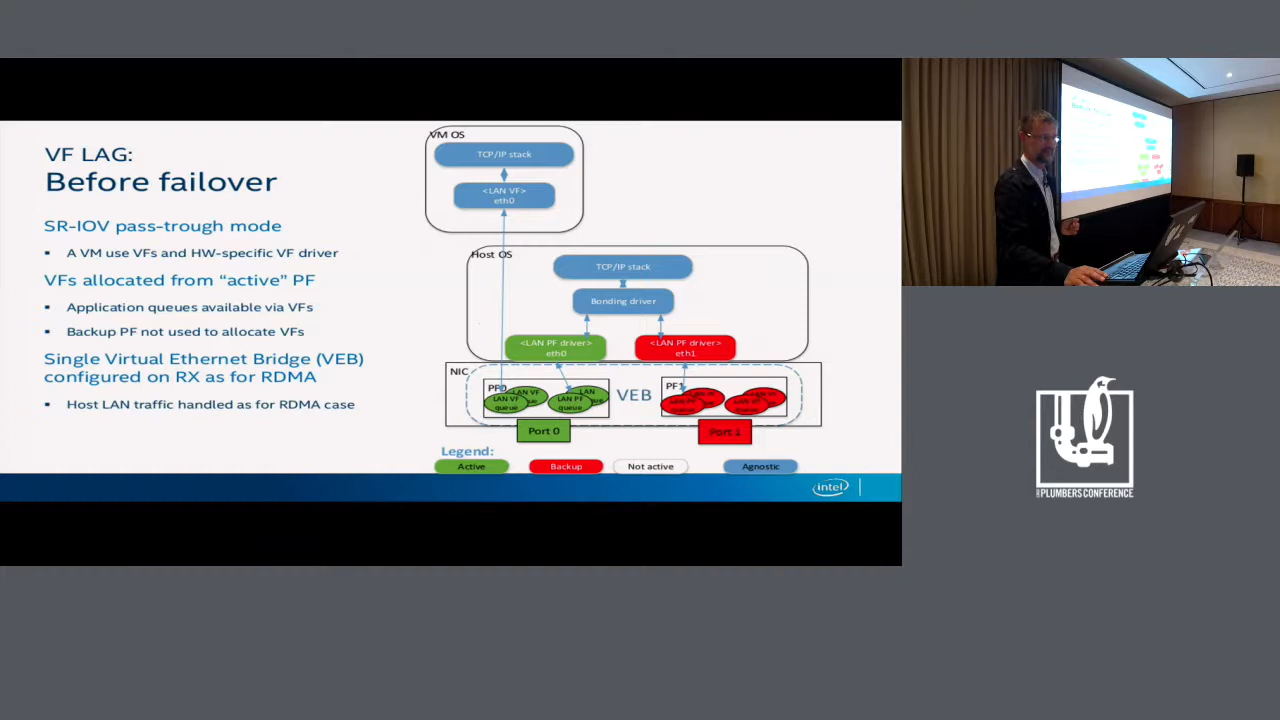 VF LAG:
Before failover
SR-IOV pass-trough mode
▪ A VM use VFs and HW-specific VF driver
VFs allocated from “active” PF
▪ Application queues available via VFs
▪ Backup PF not used to allocate VFs
Single Virtual Ethernet Bridge (VEB)
configured on RX as for RDMA
▪ Host LAN traffic handled as for RDMA case
VM OS
TCP/IP stack
<LAN VF>
eth0
Host OS
TCP/IP stack
Bonding driver
<LAN PF driver>
eth0
<LAN PF driver>
eth1
NIC
PF0
LAN VF
LAN VF
queue
LAN
LAN PF
queue
VEB
PF1
Port 0
Port 1
Legend:
Active
Backup
Not active
Agnostic
intel
PLUMBERS CONFERENCE